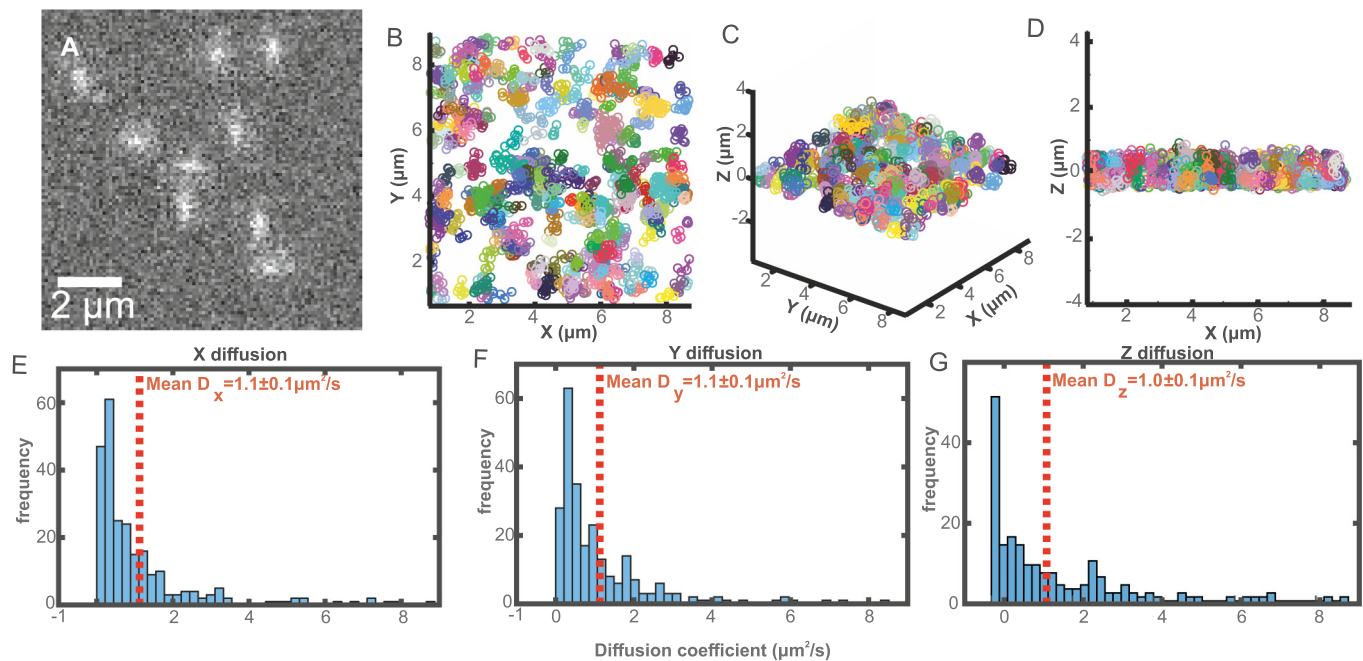 A
2 μm
B
8
6
4
2
Y (μm)
2
4
6
8
X (μm)
C
4
2
0
-2
Z (μm)
2
4
6
8
Y (μm)
2
4
6
8
X (μm)
D
4
2
0
-2
-4
Z (μm)
2
4
6
8
X (μm)
E
X diffusion
Mean Dx=1.1±0.1μm²/s
60
40
20
0
frequency
-1
0
2
4
6
8
F
Y diffusion
Mean Dy=1.1±0.1μm²/s
60
40
20
0
frequency
-1
0
2
4
6
8
G
Z diffusion
Mean Dz=1.0±0.1μm²/s
60
40
20
0
frequency
0
2
4
6
8
Diffusion coefficient (μm²/s)